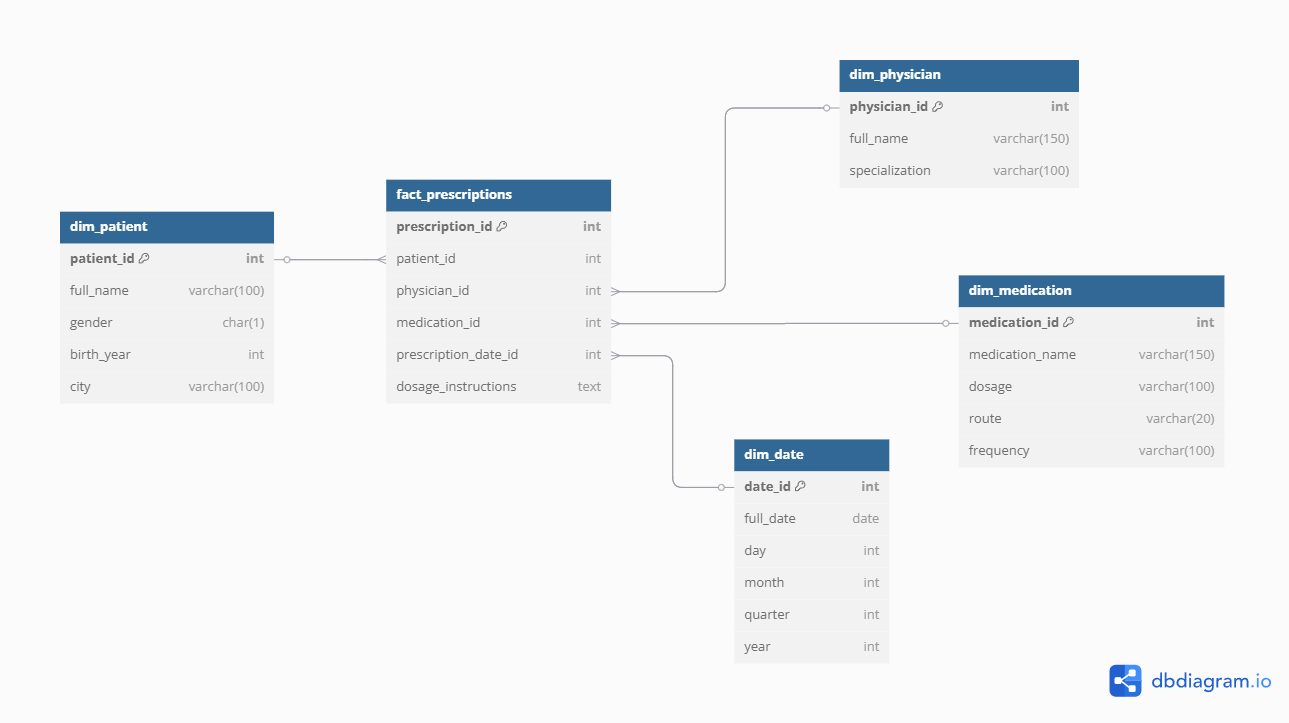 dim_physician
physician_id int
full_name varchar(150)
specialization varchar(100)
fact_prescriptions
prescription_id int
patient_id int
physician_id int
medication_id int
prescription_date_id int
dosage_instructions text
dim_patient
patient_id int
full_name varchar(100)
gender char(1)
birth_year int
city varchar(100)
dim_medication
medication_id int
medication_name varchar(150)
dosage varchar(100)
route varchar(20)
frequency varchar(100)
dim_date
date_id int
full_date date
day int
month int
quarter int
year int
dbdiagram.io